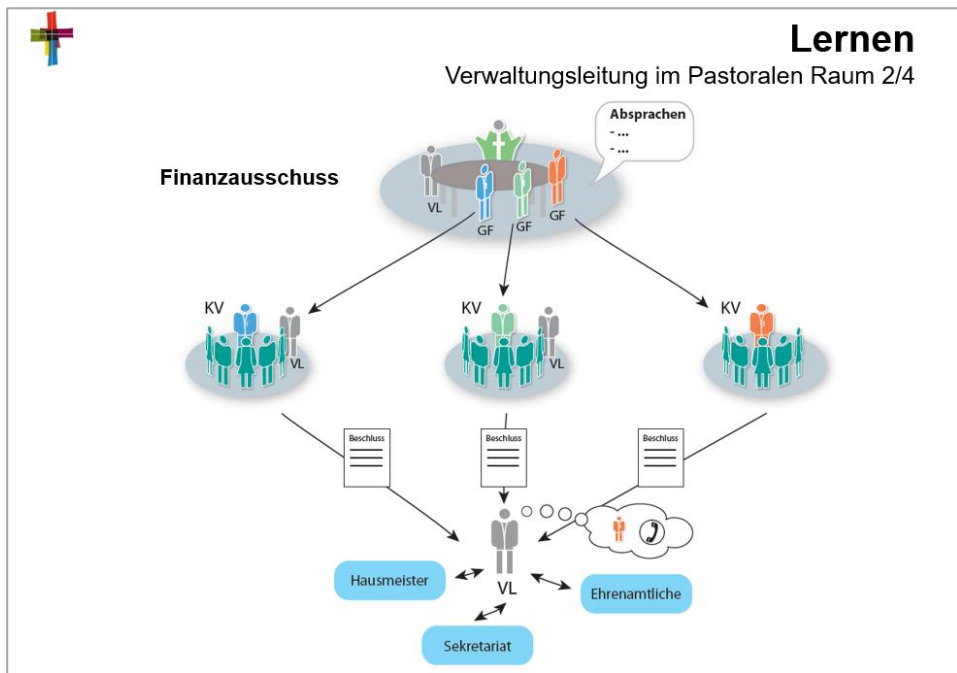 Lernen
Verwaltungsleitung im Pastoralen Raum 2/4
Absprachen
- ...
- ...
Finanzausschuss
VL
GF
GF
GF
KV
VL
KV
VL
KV
Beschluss
Beschluss
Beschluss
VL
Hausmeister
Ehrenamtliche
Sekretariat